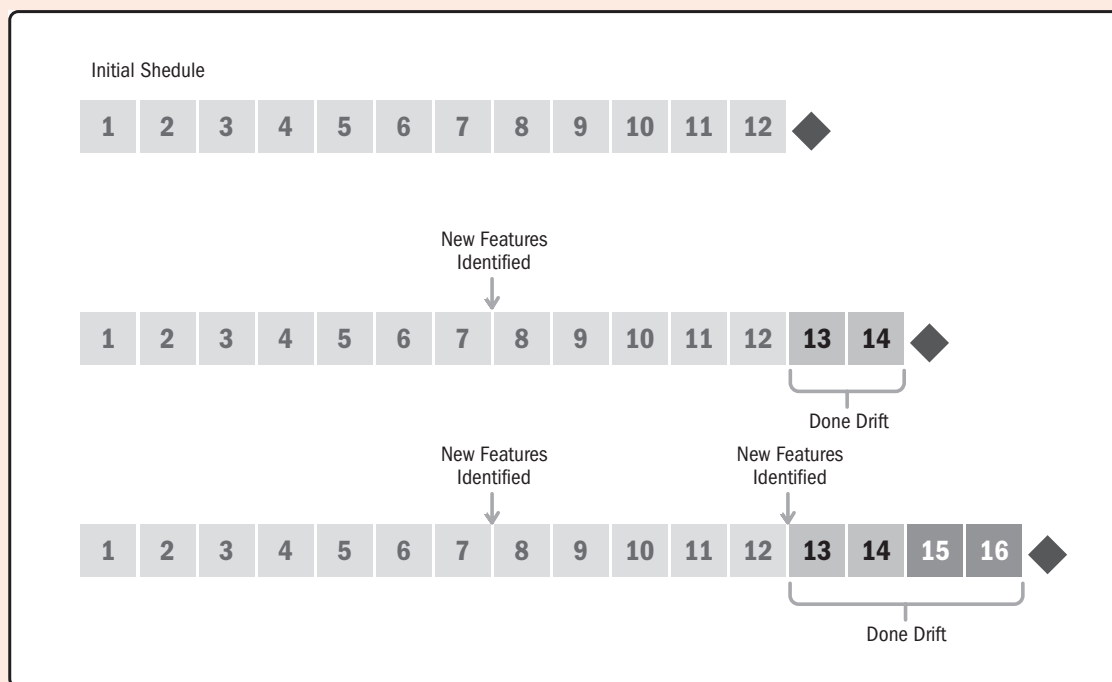 Initial Shedule
1 2 3 4 5 6 7 8 9 10 11 12
New Features
Identified
1 2 3 4 5 6 7 8 9 10 11 12 13 14
Done Drift
New Features
Identified
New Features
Identified
1 2 3 4 5 6 7 8 9 10 11 12 13 14 15 16
Done Drift